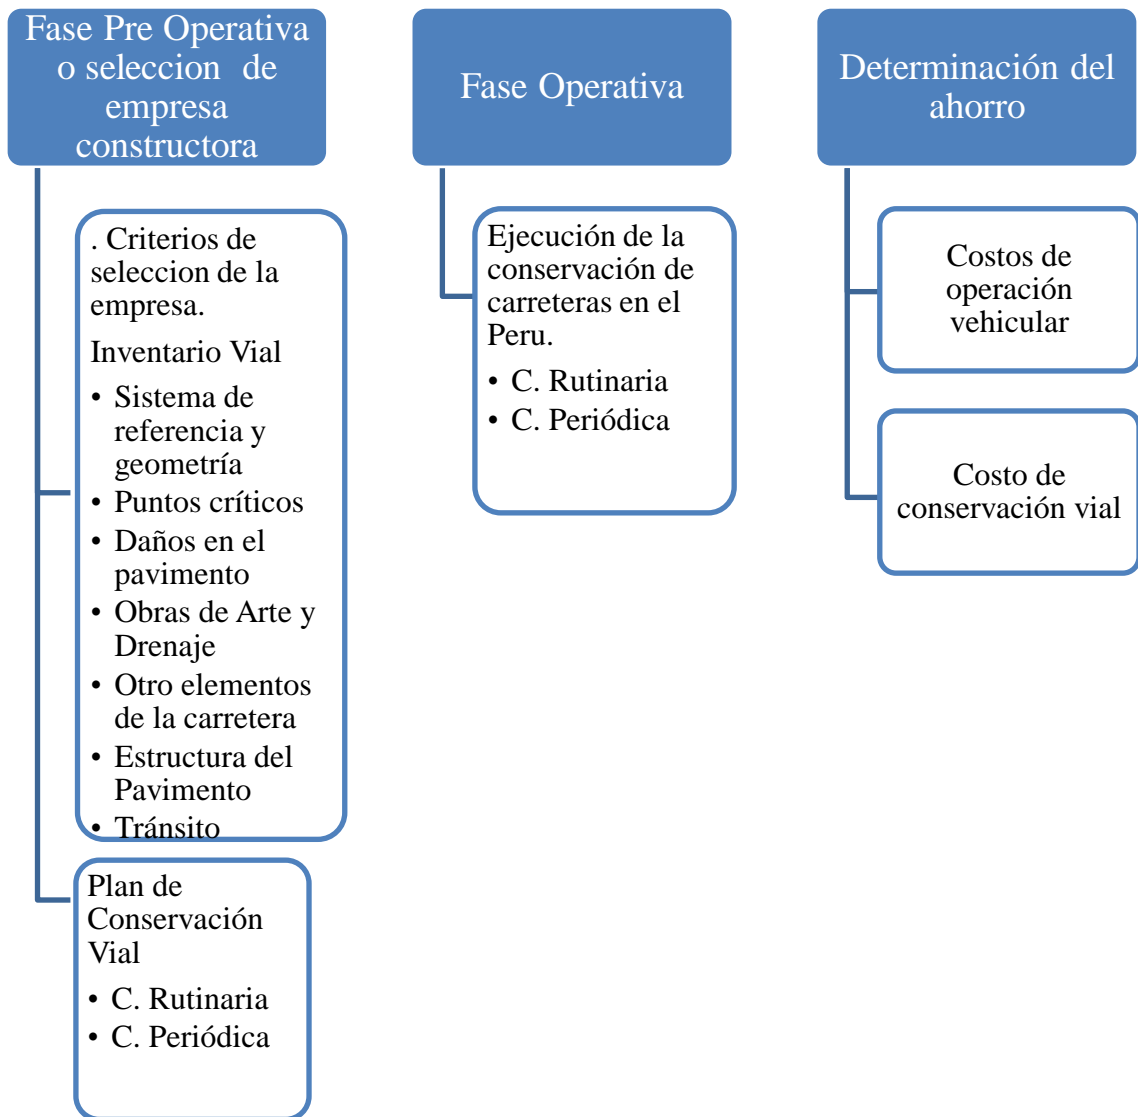 Fase Pre Operativa
o seleccion de
empresa
constructora
. Criterios de
seleccion de la
empresa.
Inventario Vial
• Sistema de
referencia y
geometría
• Puntos críticos
• Daños en el
pavimento
• Obras de Arte y
Drenaje
• Otro elementos
de la carretera
• Estructura del
Pavimento
• Tránsito
Plan de
Conservación
Vial
• C. Rutinaria
• C. Periódica
Fase Operativa
Ejecución de la
conservación de
carreteras en el
Peru.
• C. Rutinaria
• C. Periódica
Determinación del
ahorro
Costos de
operación
vehicular
Costo de
conservación vial